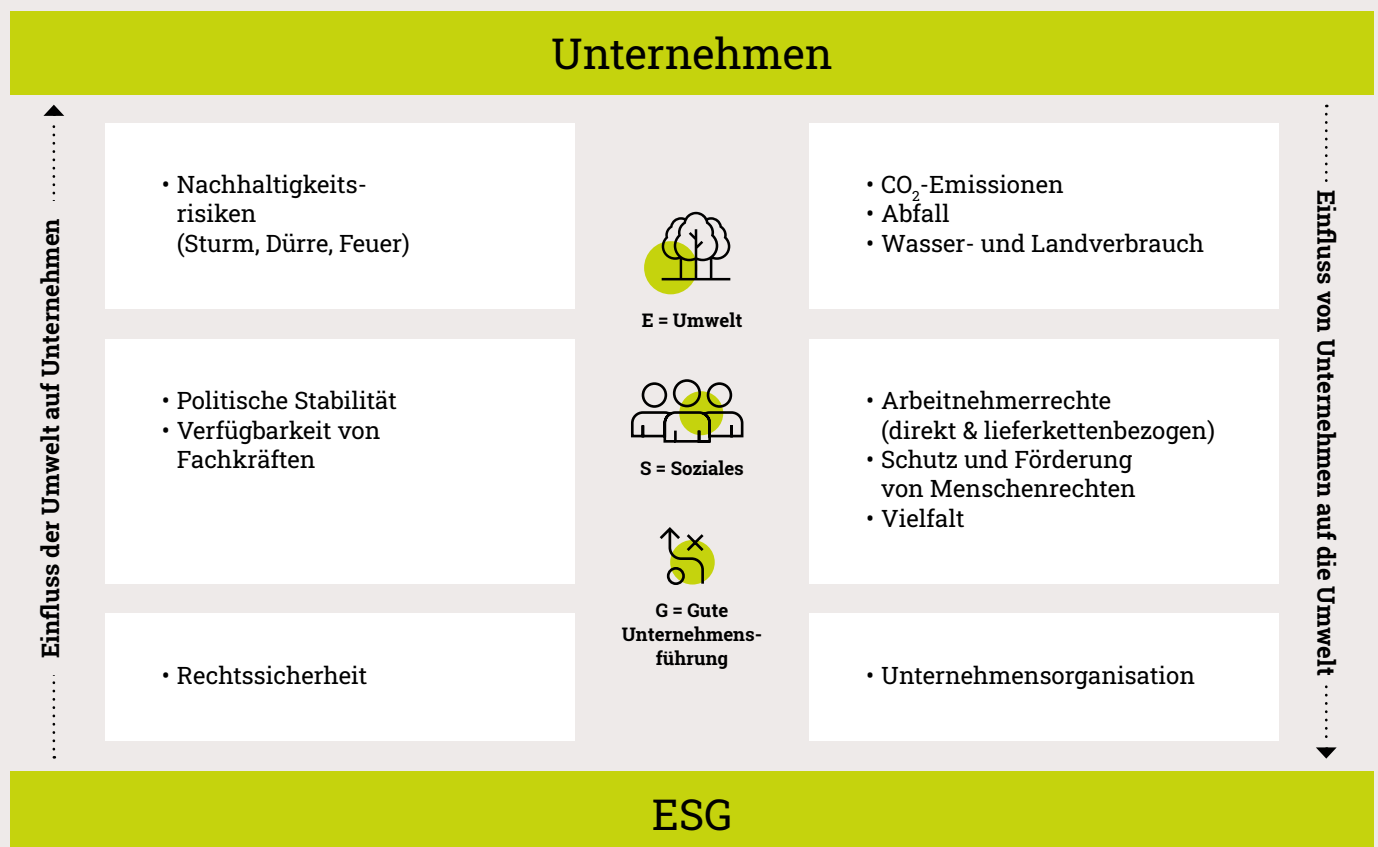 Unternehmen
Einfluss der Umwelt auf Unternehmen
• Nachhaltigkeits-
risiken
(Sturm, Dürre, Feuer)
• Politische Stabilität
• Verfügbarkeit von
Fachkräften
• Rechtssicherheit
E = Umwelt
S = Soziales
G = Gute
Unternehmens-
führung
• CO₂-Emissionen
• Abfall
• Wasser- und Landverbrauch
• Arbeitnehmerrechte
(direkt & lieferkettenbezogen)
• Schutz und Förderung
von Menschenrechten
• Vielfalt
• Unternehmensorganisation
Einfluss von Unternehmen auf die Umwelt
ESG